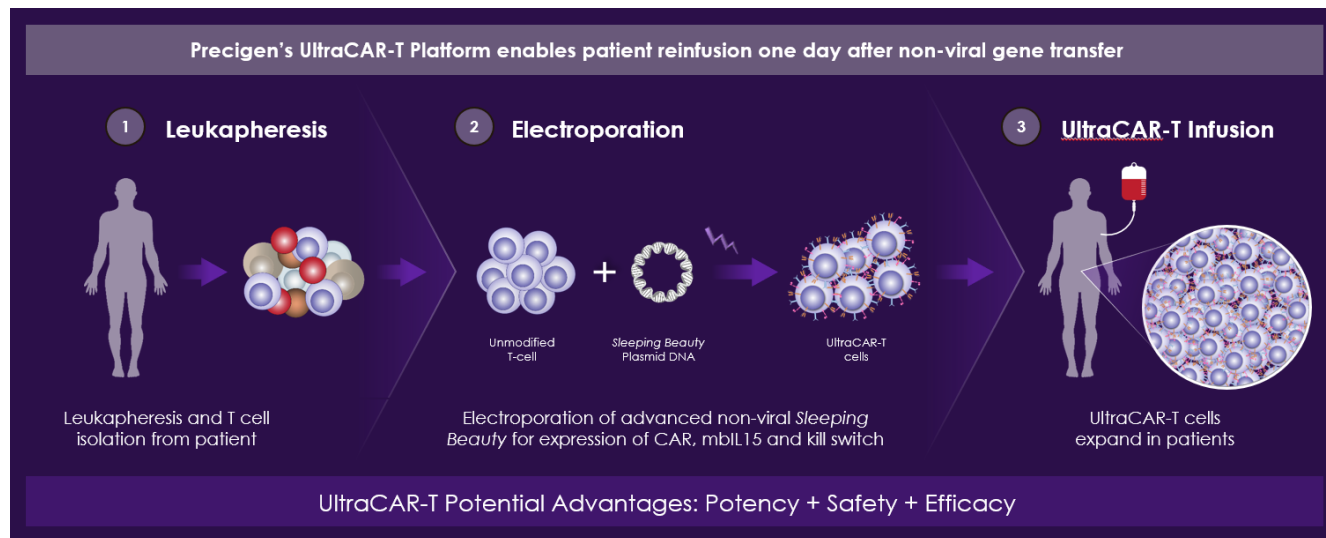 Precigen's UltraCAR-T Platform enables patient reinfusion one day after non-viral gene transfer
1
Leukapheresis
2
Electroporation
3
UltraCAR-T Infusion
Unmodified
T-cell
+
Sleeping Beauty
Plasmid DNA
UltraCAR-T
cells
Leukapheresis and T cell
isolation from patient
Electroporation of advanced non-viral Sleeping
Beauty for expression of CAR, mbIL15 and kill switch
UltraCAR-T cells
expand in patients
UltraCAR-T Potential Advantages: Potency + Safety + Efficacy